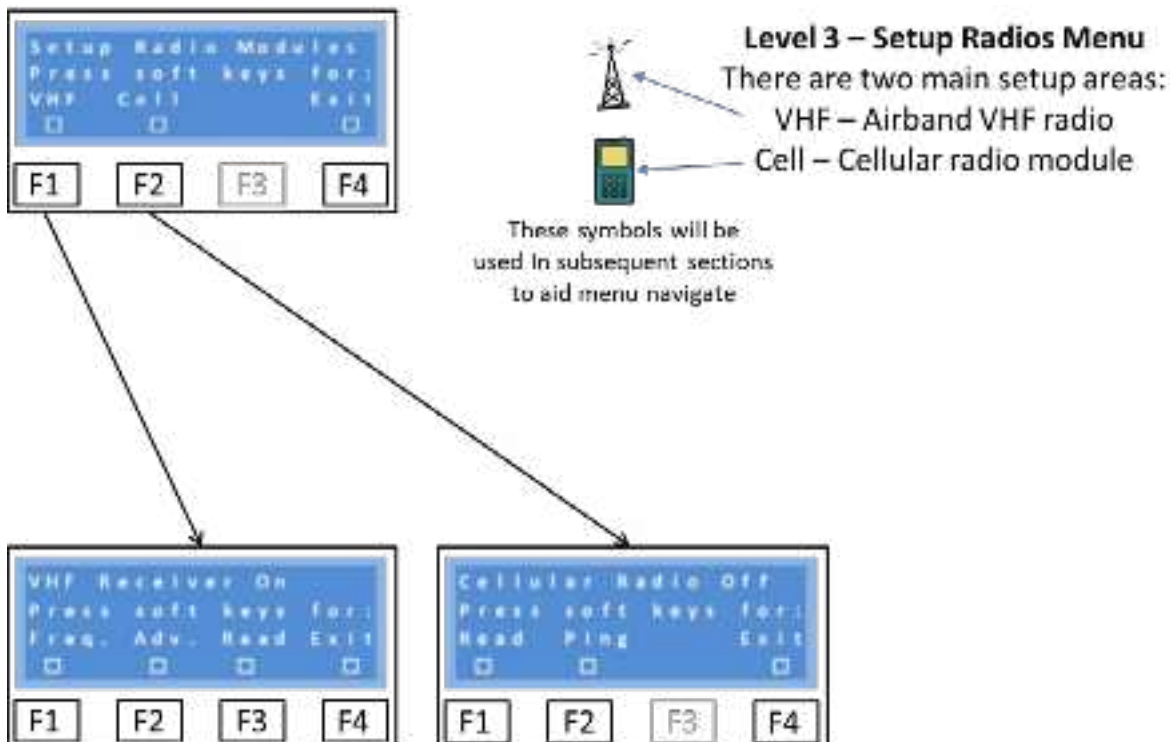 Setup Radio Modules
Press soft keys for:
VHF Cell Exit
F1 F2 F3 F4
Level 3 – Setup Radios Menu
There are two main setup areas:
VHF – Airband VHF radio
Cell – Cellular radio module
These symbols will be
used In subsequent sections
to aid menu navigate
VHF Receiver On
Press soft keys for:
Freq. Adv. Read Exit
F1 F2 F3 F4
Cellular Radio Off
Press soft keys for:
Read Ping Exit
F1 F2 F3 F4